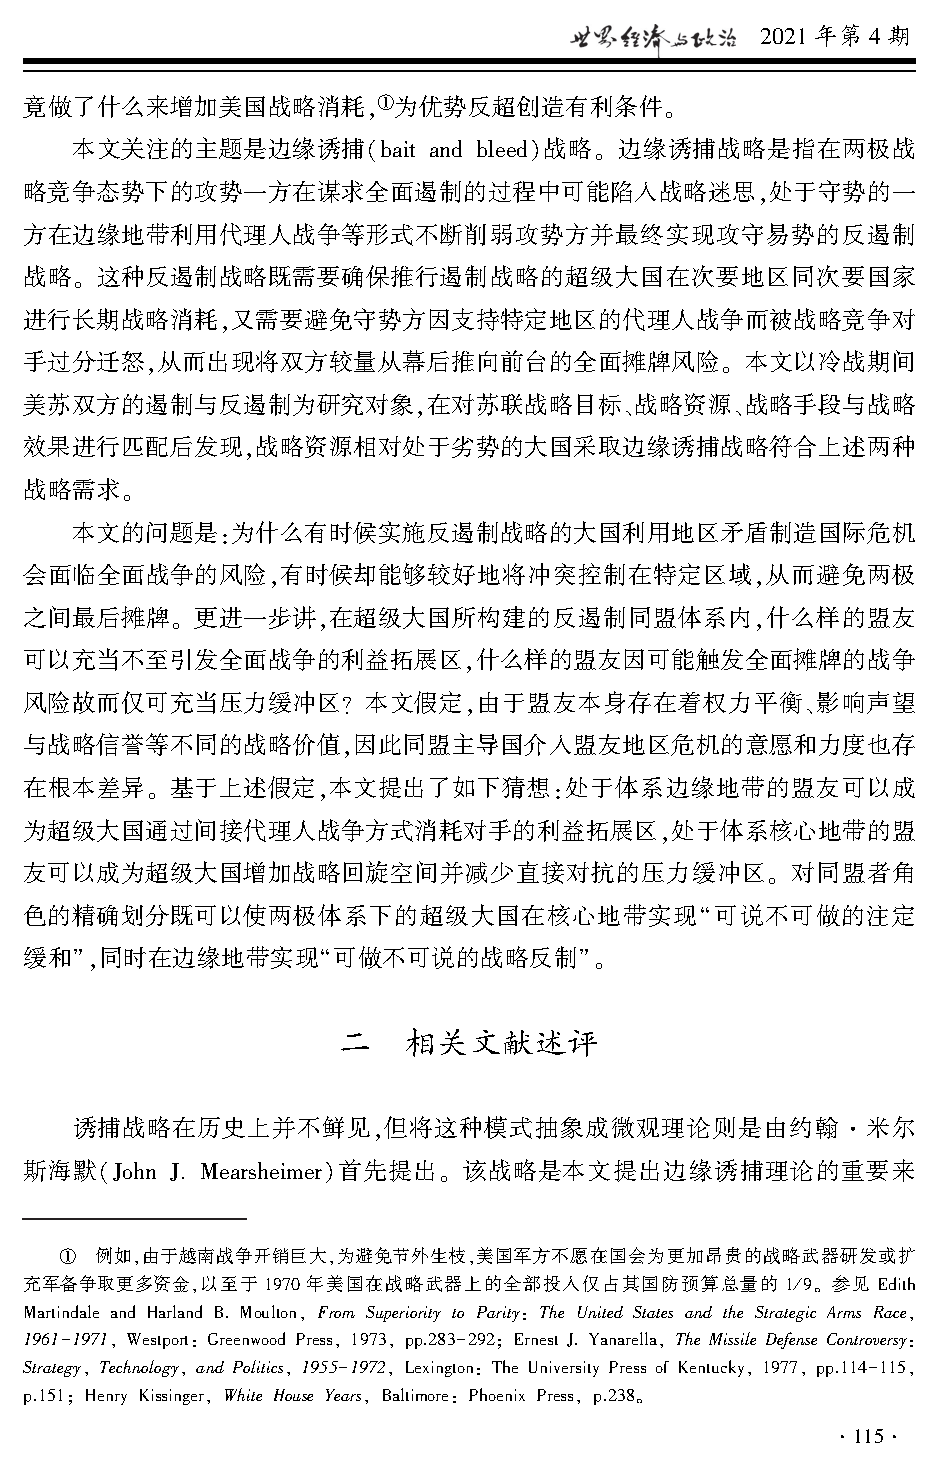 世界经济与政治 2021年第4期
竟做了什么来增加美国战略消耗,①为优势反超创造有利条件。
本文关注的主题是边缘诱捕(bait and bleed)战略。边缘诱捕战略是指在两极战
略竞争态势下的攻势一方在谋求全面遏制的过程中可能陷入战略迷思,处于守势的一
方在边缘地带利用代理人战争等形式不断削弱攻势方并最终实现攻守易势的反遏制
战略。这种反遏制战略既需要确保推行遏制战略的超级大国在次要地区同次要国家
进行长期战略消耗,又需要避免守势方因支持特定地区的代理人战争而被战略竞争对
手过分迁怒,从而出现将双方较量从幕后推向前台的全面摊牌风险。本文以冷战期间
美苏双方的遏制与反遏制为研究对象,在对苏联战略目标、战略资源、战略手段与战略
效果进行匹配后发现,战略资源相对处于劣势的大国采取边缘诱捕战略符合上述两种
战略需求。
本文的问题是:为什么有时候实施反遏制战略的大国利用地区矛盾制造国际危机
会面临全面战争的风险,有时候却能够较好地将冲突控制在特定区域,从而避免两极
之间最后摊牌。更进一步讲,在超级大国所构建的反遏制同盟体系内,什么样的盟友
可以充当不至引发全面战争的利益拓展区,什么样的盟友因可能触发全面摊牌的战争
风险故而仅可充当压力缓冲区? 本文假定,由于盟友本身存在着权力平衡、影响声望
与战略信誉等不同的战略价值,因此同盟主导国介入盟友地区危机的意愿和力度也存
在根本差异。基于上述假定,本文提出了如下猜想:处于体系边缘地带的盟友可以成
为超级大国通过间接代理人战争方式消耗对手的利益拓展区,处于体系核心地带的盟
友可以成为超级大国增加战略回旋空间并减少直接对抗的压力缓冲区。对同盟者角
色的精确划分既可以使两极体系下的超级大国在核心地带实现“可说不可做的注定
缓和”,同时在边缘地带实现“可做不可说的战略反制”。
二 相关文献述评
诱捕战略在历史上并不鲜见,但将这种模式抽象成微观理论则是由约翰·米尔
斯海默(John J. Mearsheimer)首先提出。该战略是本文提出边缘诱捕理论的重要来
① 例如,由于越南战争开销巨大,为避免节外生枝,美国军方不愿在国会为更加昂贵的战略武器研发或扩
充军备争取更多资金,以至于1970年美国在战略武器上的全部投入仅占其国防预算总量的1/9。参见 Edith
Martindale and Harland B. Moulton, From Superiority to Parity: The United States and the Strategic Arms Race,
1961-1971, Westport: Greenwood Press, 1973, pp.283-292; Ernest J. Yanarella, The Missile Defense Controversy:
Strategy, Technology, and Politics, 1955-1972, Lexington: The University Press of Kentucky, 1977, pp.114-115,
p.151; Henry Kissinger, White House Years, Baltimore: Phoenix Press, p.238。
·115·